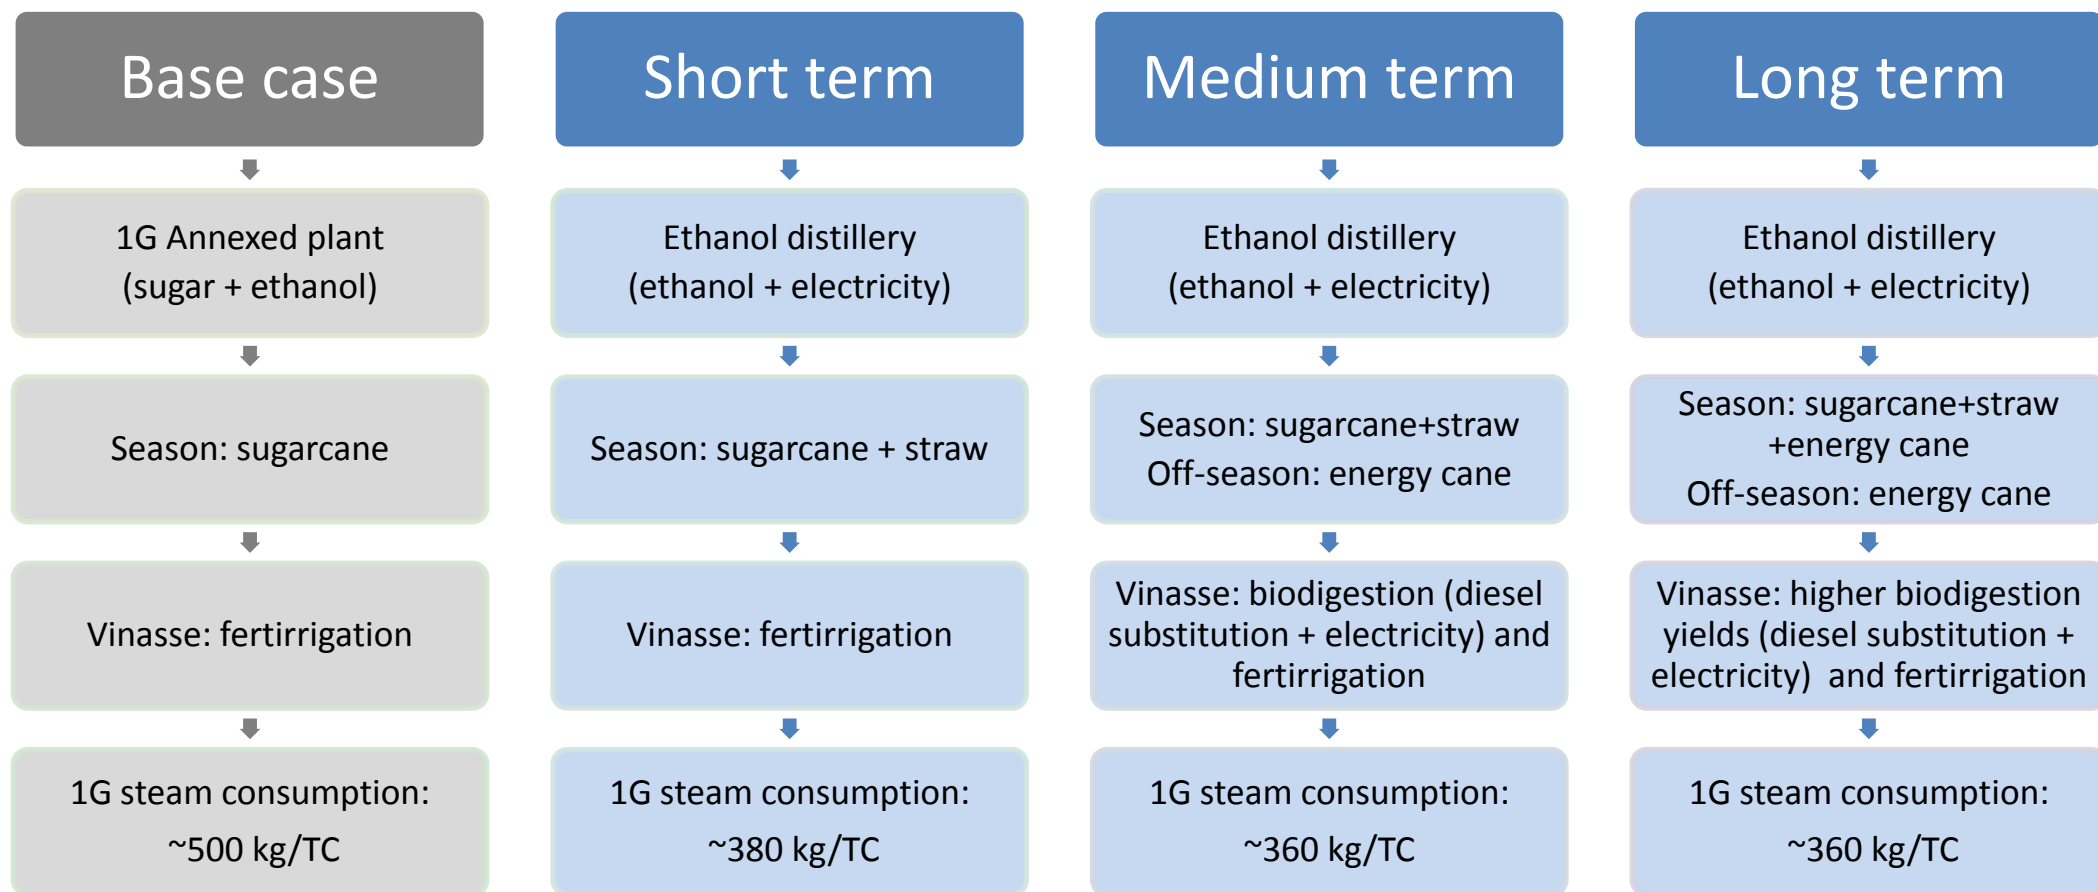 Base case
1G Annexed plant
(sugar + ethanol)
Season: sugarcane
Vinasse: fertirrigation
1G steam consumption:
~500 kg/TC
Short term
Ethanol distillery
(ethanol + electricity)
Season: sugarcane + straw
Vinasse: fertirrigation
1G steam consumption:
~380 kg/TC
Medium term
Ethanol distillery
(ethanol + electricity)
Season: sugarcane+straw
Off-season: energy cane
Vinasse: biodigestion (diesel
substitution + electricity) and
fertirrigation
1G steam consumption:
~360 kg/TC
Long term
Ethanol distillery
(ethanol + electricity)
Season: sugarcane+straw
+energy cane
Off-season: energy cane
Vinasse: higher biodigestion
yields (diesel substitution +
electricity) and fertirrigation
1G steam consumption:
~360 kg/TC